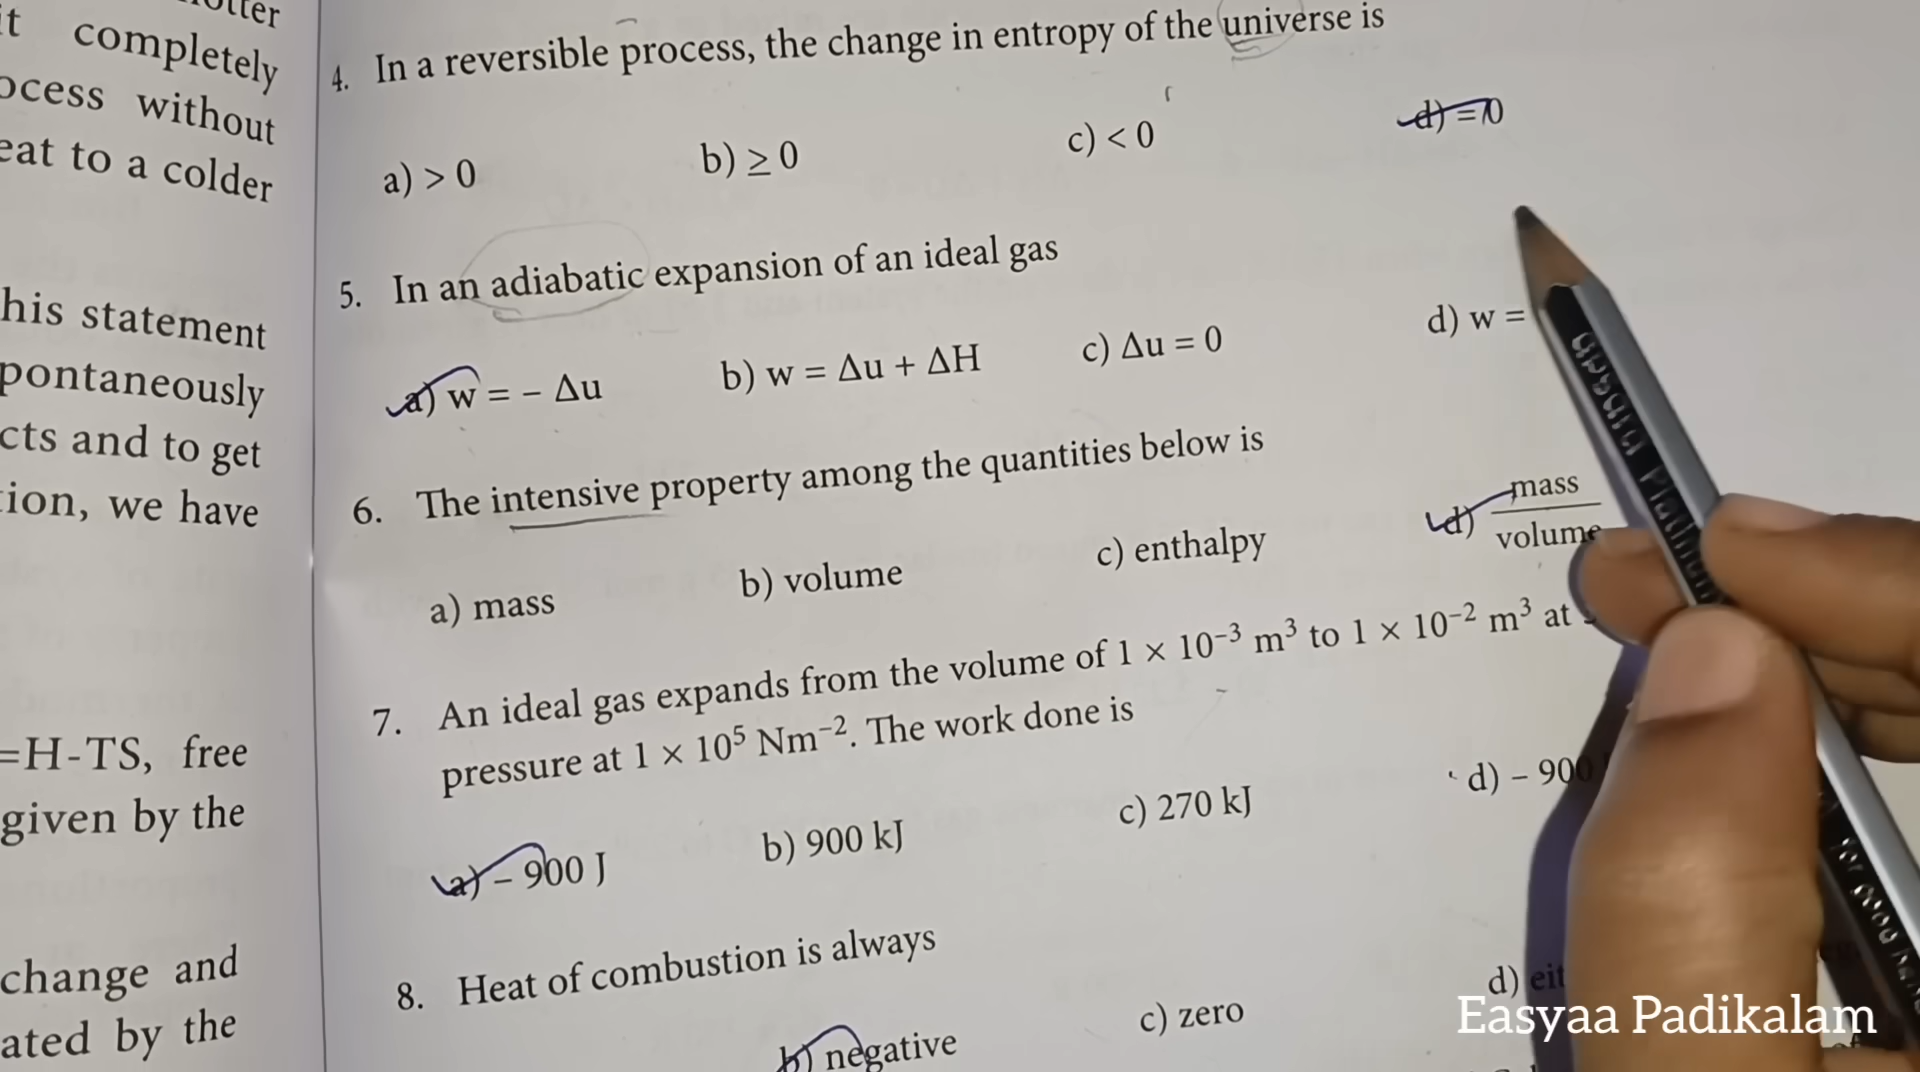 it completely
ocess without
eat to a colder
his statement
pontaneously
cts and to get
ion, we have
=H-TS, free
given by the
change and
ated by the
4. In a reversible process, the change in entropy of the universe is
a) > 0 b) ≥ 0 c) < 0 d) = 0
5. In an adiabatic expansion of an ideal gas
a) w = – Δu b) w = Δu + ΔH c) Δu = 0 d) w =
6. The intensive property among the quantities below is
a) mass b) volume c) enthalpy d) mass/volume
7. An ideal gas expands from the volume of 1 × 10⁻³ m³ to 1 × 10⁻² m³ at
pressure at 1 × 10⁵ Nm⁻². The work done is
a) – 900 J b) 900 kJ c) 270 kJ d) – 900
8. Heat of combustion is always
b) negative c) zero d) eit
Easyaa Padikalam